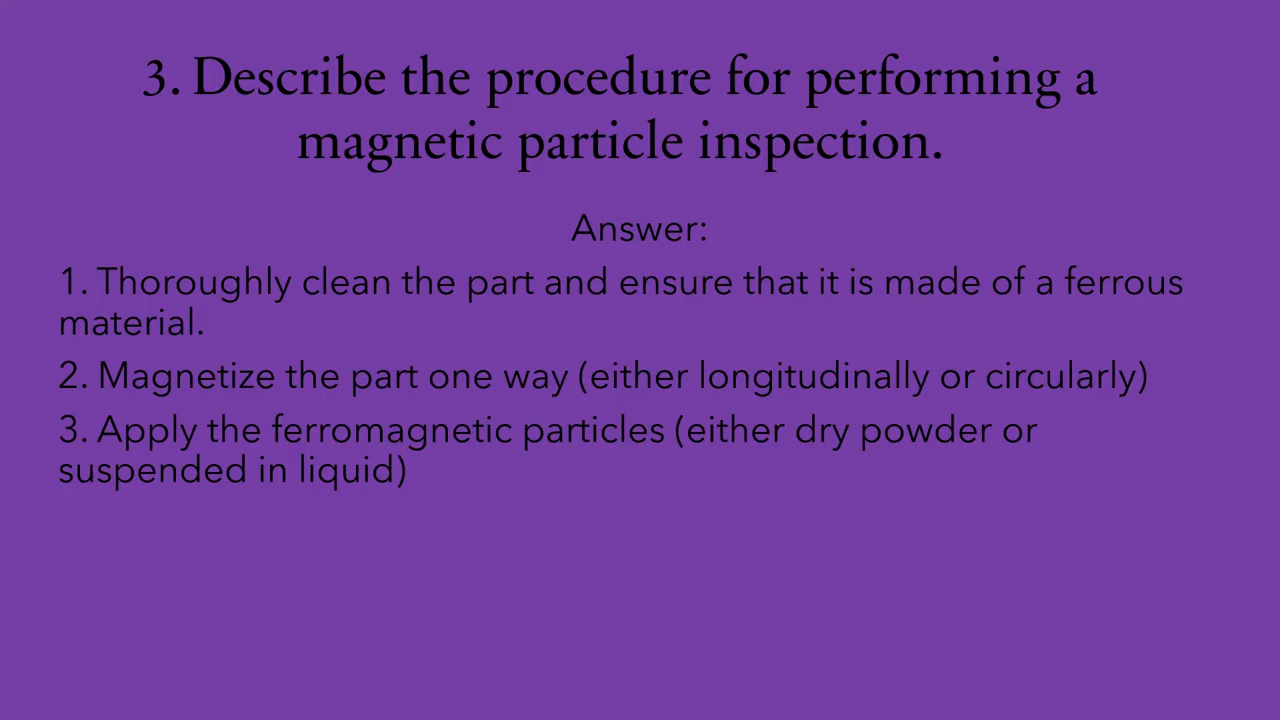 3. Describe the procedure for performing a
magnetic particle inspection.
Answer:
1. Thoroughly clean the part and ensure that it is made of a ferrous
material.
2. Magnetize the part one way (either longitudinally or circularly)
3. Apply the ferromagnetic particles (either dry powder or
suspended in liquid)